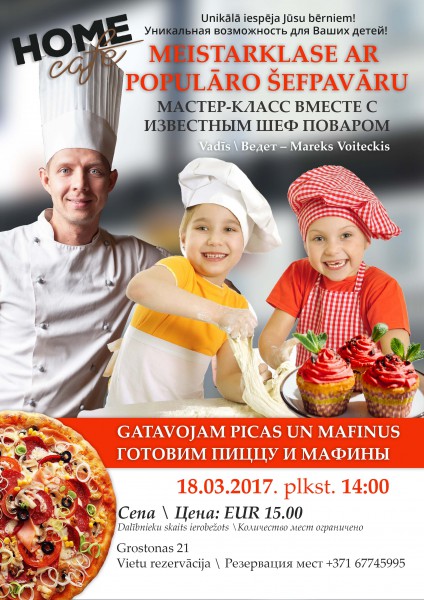 HOME
café
Unikālā iespēja Jūsu bērniem!
Уникальная возможность для Ваших детей!
MEISTARKLASE AR
POPULĀRO ŠEFPAVĀRU
МАСТЕР-КЛАСС ВМЕСТЕ С
ИЗВЕСТНЫМ ШЕФ ПОВАРОМ
Vadīs \ Ведет – Mareks Voiteckis
GATAVOJAM PICAS UN MAFINUS
ГОТОВИМ ПИЦЦУ И МАФИНЫ
18.03.2017. plkst. 14:00
Cena \ Цена: EUR 15.00
Dalībnieku skaits ierobežots \ Количество мест ограничено
Grostonas 21
Vietu rezervācija \ Резервация мест +371 67745995